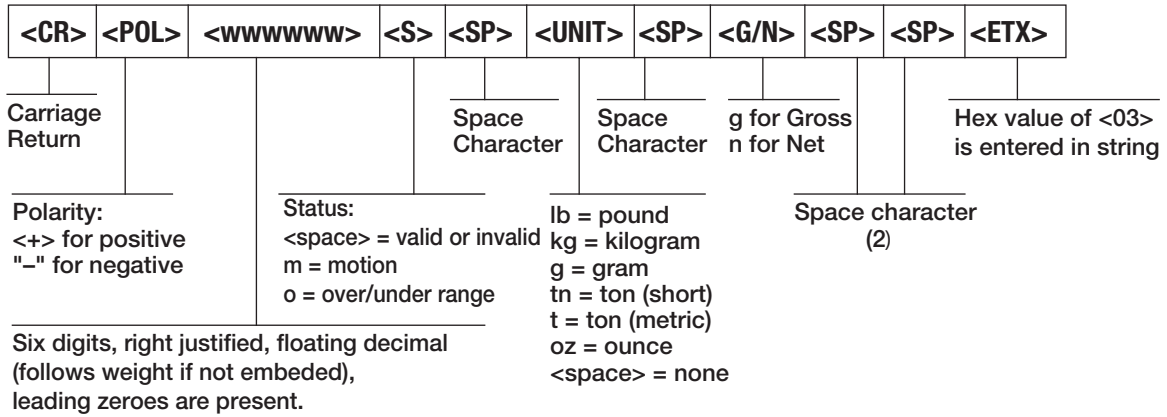 <CR> <POL> <wwwwww> <S> <SP> <UNIT> <SP> <G/N> <SP> <SP> <ETX>
Carriage
Return
Space
Character
Space
Character
g for Gross
n for Net
Hex value of <03>
is entered in string
Polarity:
<+> for positive
"–" for negative
Status:
<space> = valid or invalid
m = motion
o = over/under range
lb = pound
kg = kilogram
g = gram
tn = ton (short)
t = ton (metric)
oz = ounce
<space> = none
Space character
(2)
Six digits, right justified, floating decimal
(follows weight if not embeded),
leading zeroes are present.